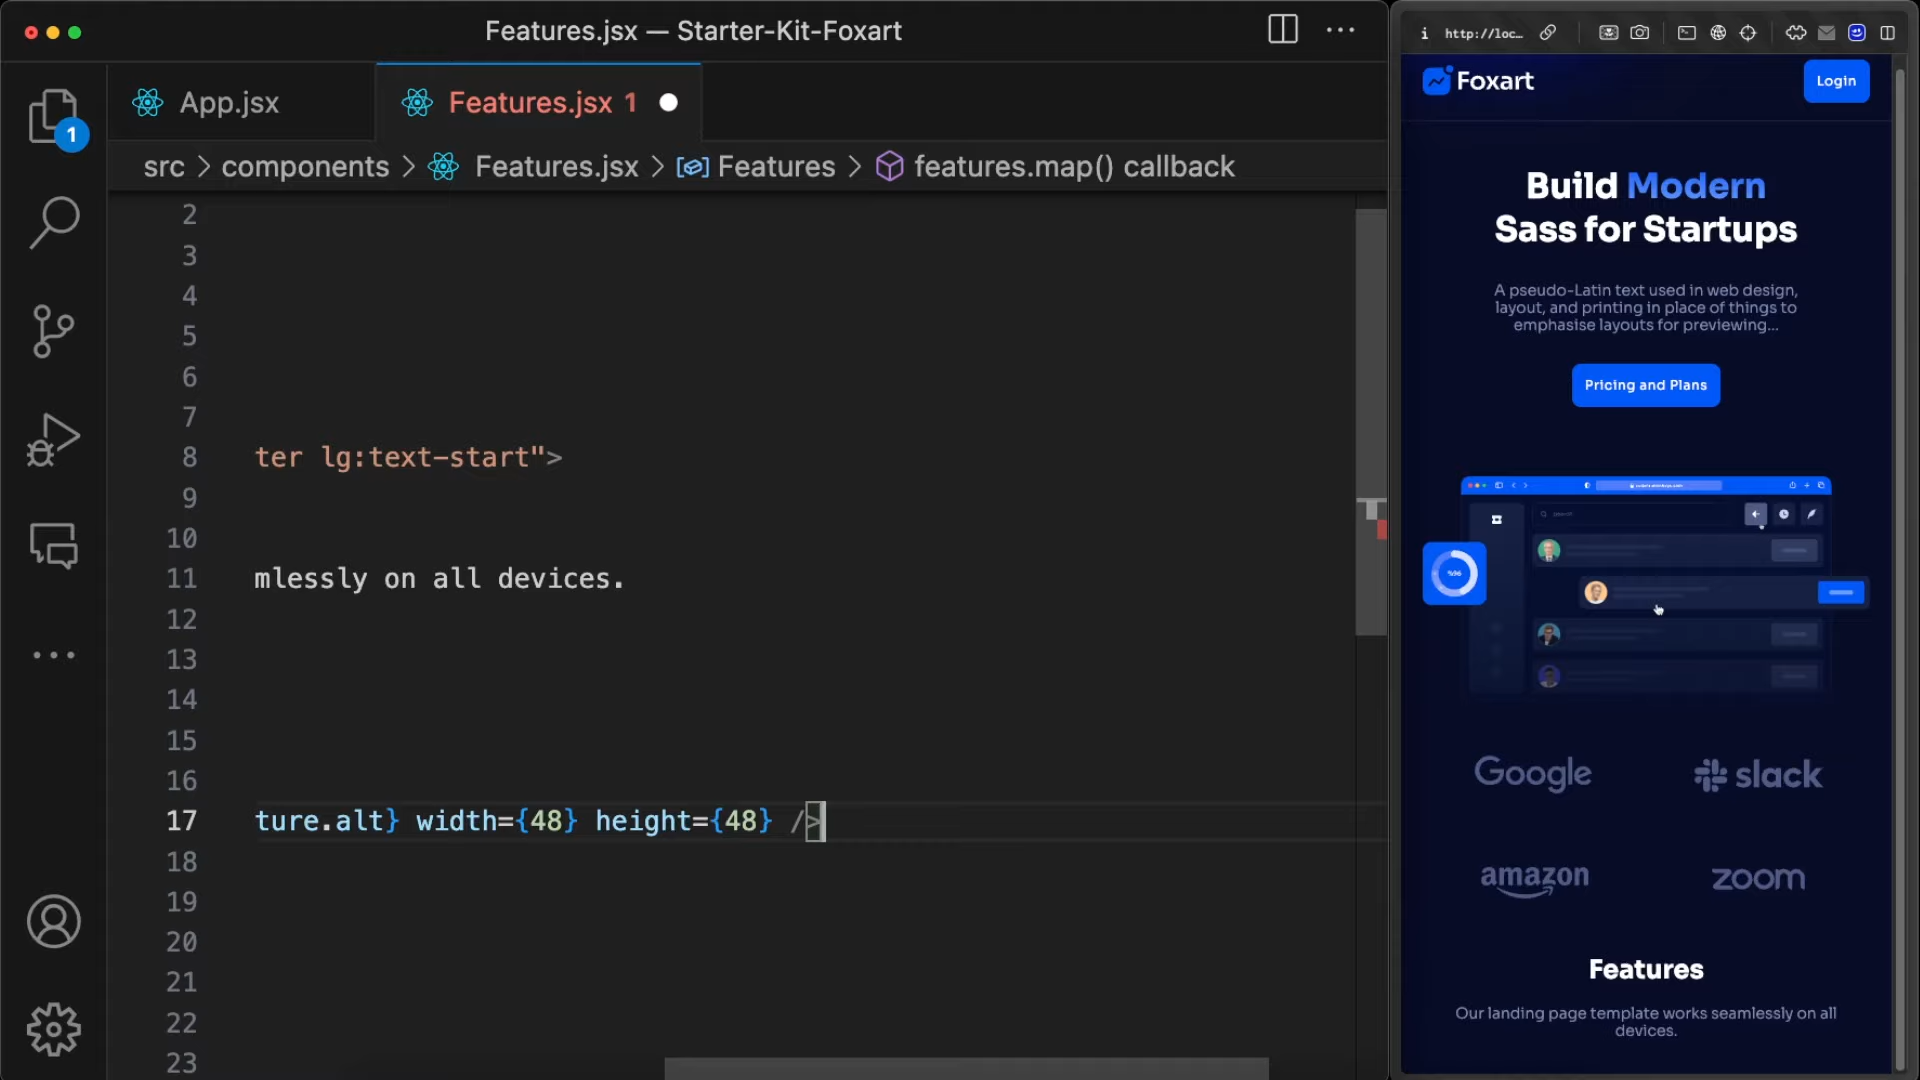 Features.jsx — Starter-Kit-Foxart
App.jsx
Features.jsx 1
1
src > components > Features.jsx > Features > features.map() callback
2
3
4
5
6
7
8 ter lg:text-start">
9
10
11 mlessly on all devices.
12
13
14
15
16
17 ture.alt} width={48} height={48} />
18
19
20
21
22
23
http://loc…
Foxart
Login
Build Modern
Sass for Startups
A pseudo-Latin text used in web design,
layout, and printing in place of things to
emphasise layouts for previewing...
Pricing and Plans
%96
Google
slack
amazon
zoom
Features
Our landing page template works seamlessly on all
devices.